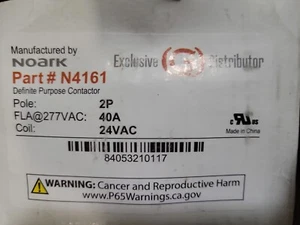 Manufactured by
NOARK
Exclusive Distributor
Part # N4161
Definite Purpose Contactor
Pole: 2P
FLA@277VAC: 40A
Coil: 24VAC
Made in China
84053210117
WARNING: Cancer and Reproductive Harm
www.P65Warnings.ca.gov